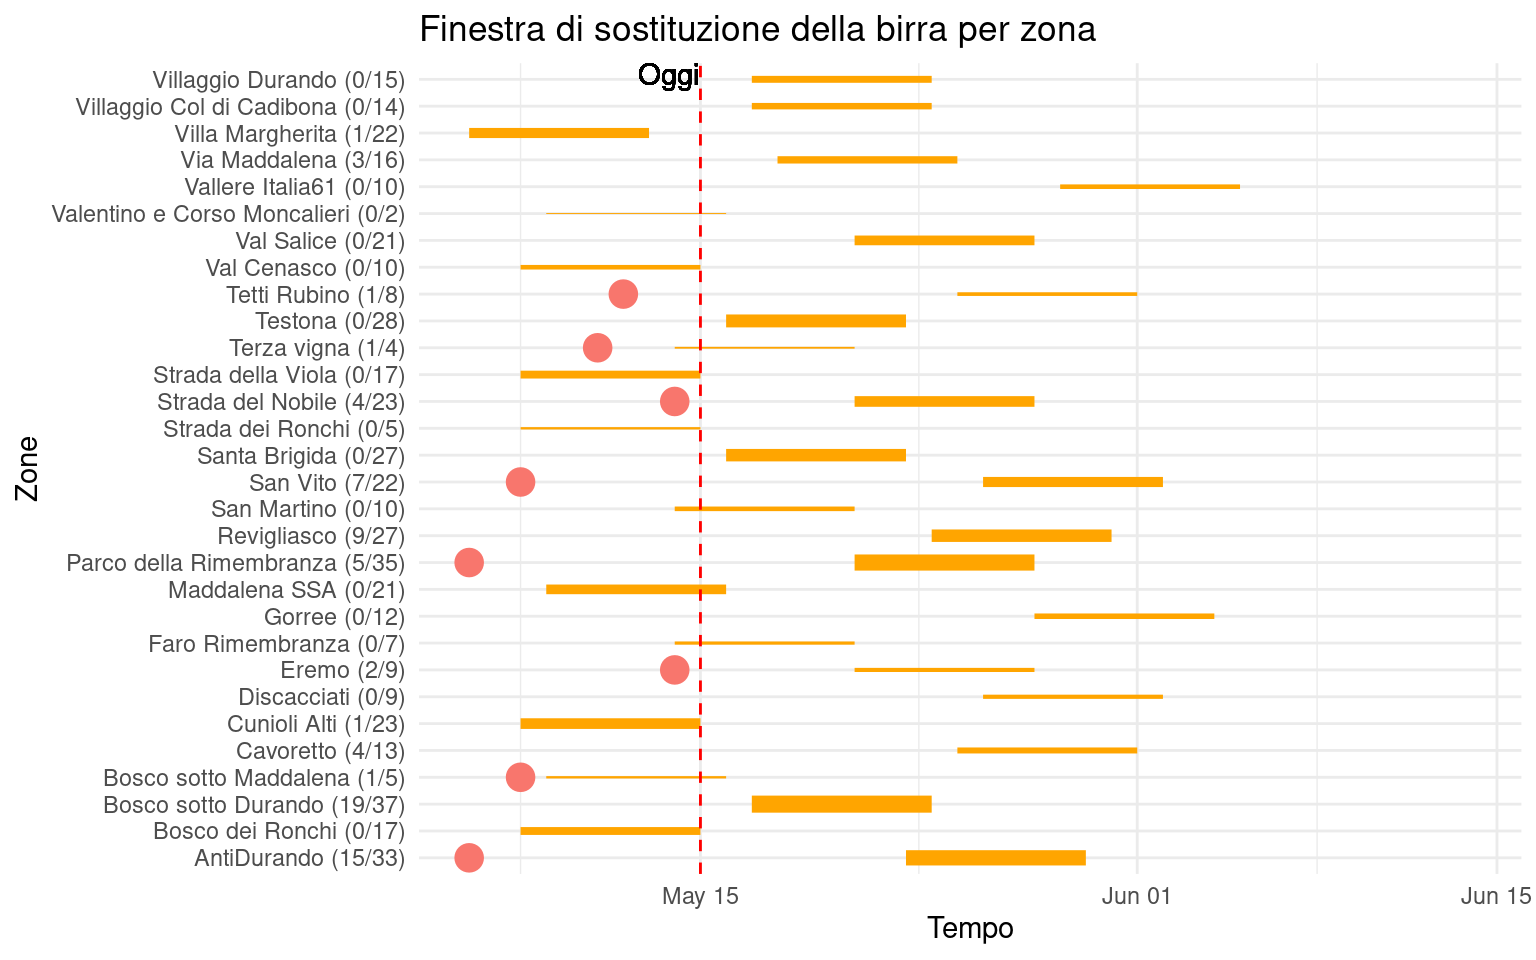 Finestra di sostituzione della birra per zona
Oggi
Villaggio Durando (0/15)
Villaggio Col di Cadibona (0/14)
Villa Margherita (1/22)
Via Maddalena (3/16)
Vallere Italia61 (0/10)
Valentino e Corso Moncalieri (0/2)
Val Salice (0/21)
Val Cenasco (0/10)
Tetti Rubino (1/8)
Testona (0/28)
Terza vigna (1/4)
Strada della Viola (0/17)
Strada del Nobile (4/23)
Strada dei Ronchi (0/5)
Santa Brigida (0/27)
San Vito (7/22)
San Martino (0/10)
Revigliasco (9/27)
Parco della Rimembranza (5/35)
Maddalena SSA (0/21)
Gorree (0/12)
Faro Rimembranza (0/7)
Eremo (2/9)
Discacciati (0/9)
Cunioli Alti (1/23)
Cavoretto (4/13)
Bosco sotto Maddalena (1/5)
Bosco sotto Durando (19/37)
Bosco dei Ronchi (0/17)
AntiDurando (15/33)
Zone
May 15
Jun 01
Jun 15
Tempo